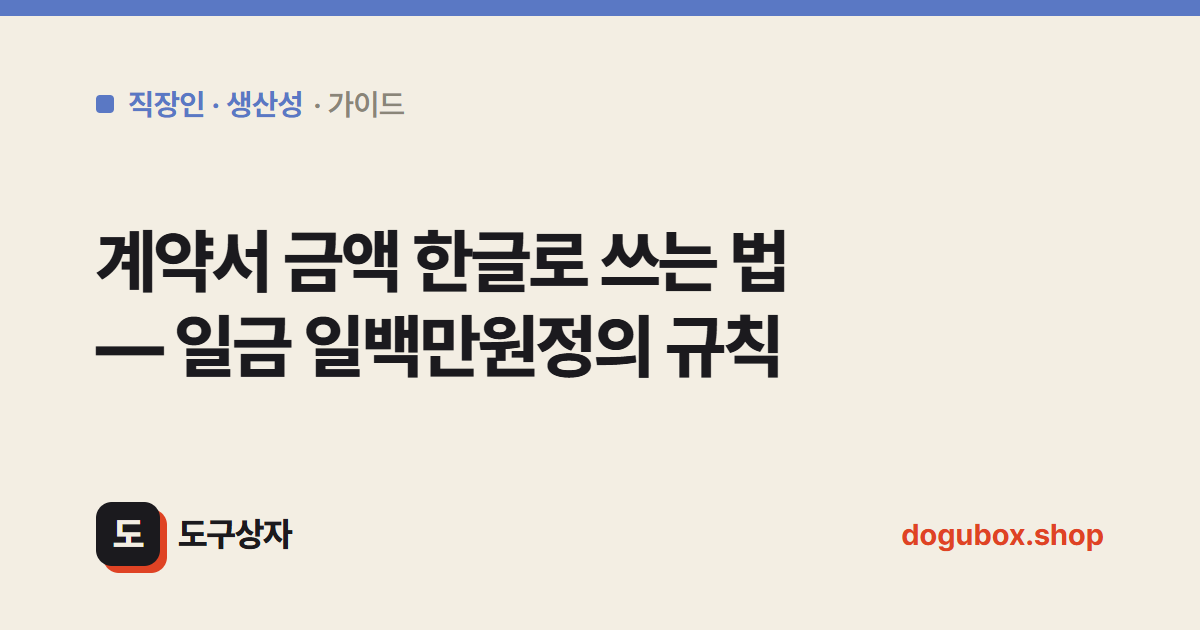 직장인 · 생산성 · 가이드
계약서 금액 한글로 쓰는 법
— 일금 일백만원정의 규칙
도 도구상자
dogubox.shop